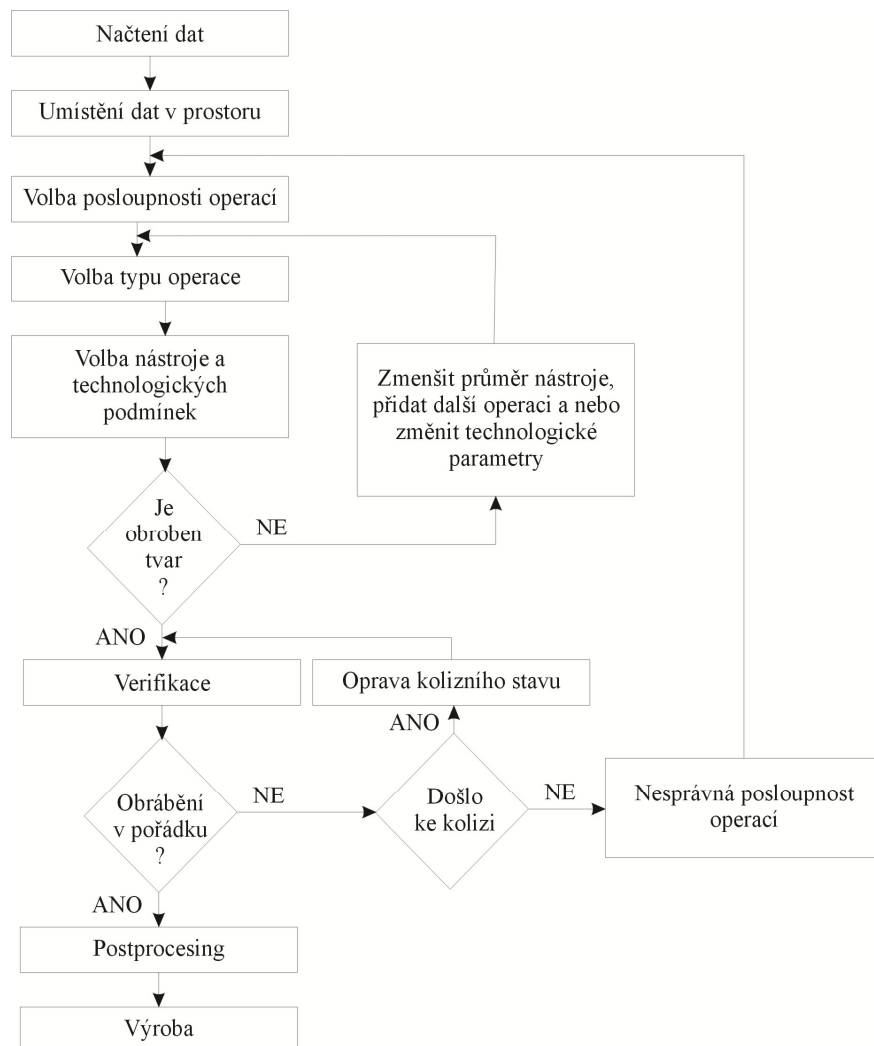 Načtení dat
Umístění dat v prostoru
Volba posloupnosti operací
Volba typu operace
Volba nástroje a
technologických
podmínek
Zmenšit průměr nástroje,
přidat další operaci a nebo
změnit technologické
parametry
Je
obroben
tvar
?
NE
ANO
Verifikace
Oprava kolizního stavu
ANO
Obrábění
v pořádku
?
NE
Došlo
ke kolizi
NE
Nesprávná posloupnost
operací
ANO
Postprocesing
Výroba